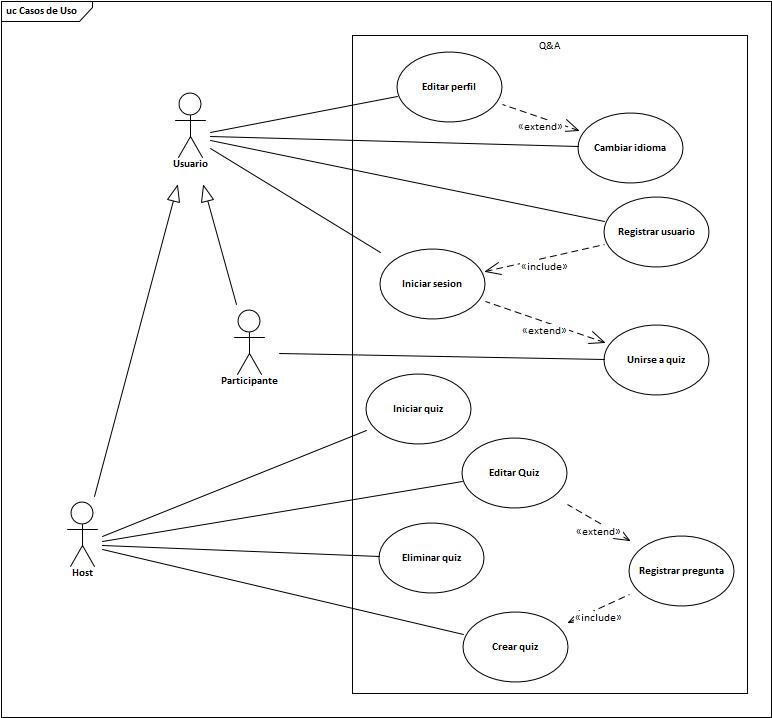 uc Casos de Uso
Q&A
Editar perfil
«extend»
Cambiar idioma
Usuario
Registrar usuario
«include»
Iniciar sesion
«extend»
Unirse a quiz
Participante
Iniciar quiz
Editar Quiz
«extend»
Eliminar quiz
Registrar pregunta
Host
«include»
Crear quiz